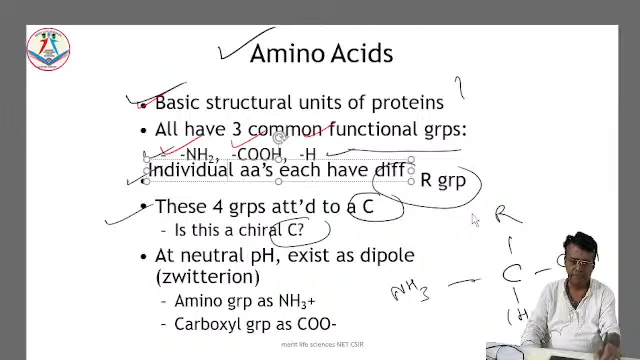 Amino Acids
• Basic structural units of proteins
• All have 3 common functional grps:
- -NH2, -COOH, -H
Individual aa's each have diff
R grp
• These 4 grps att'd to a C
R
- Is this a chiral C?
• At neutral pH, exist as dipole
(zwitterion)
NH3 — C — C
H
- Amino grp as NH3+
- Carboxyl grp as COO-
merit life sciences NET CSIR